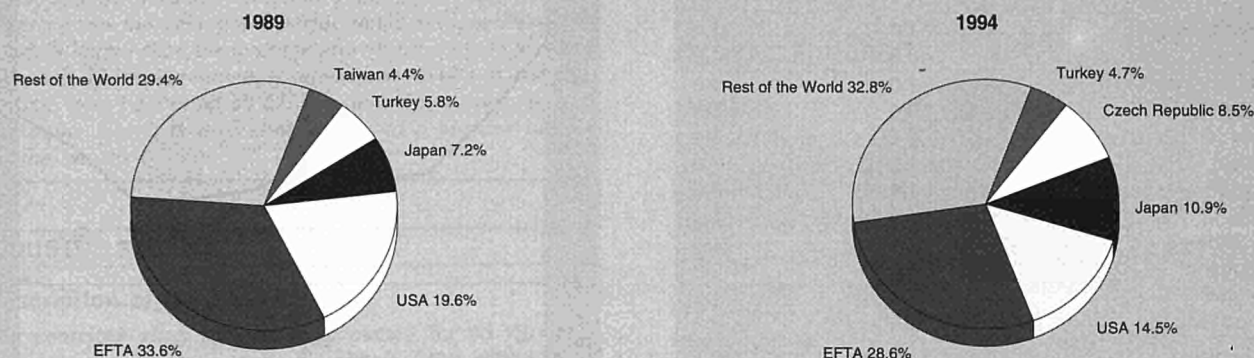 1989
Rest of the World 29.4%
Taiwan 4.4%
Turkey 5.8%
Japan 7.2%
USA 19.6%
EFTA 33.6%
1994
Rest of the World 32.8%
Turkey 4.7%
Czech Republic 8.5%
Japan 10.9%
USA 14.5%
EFTA 28.6%